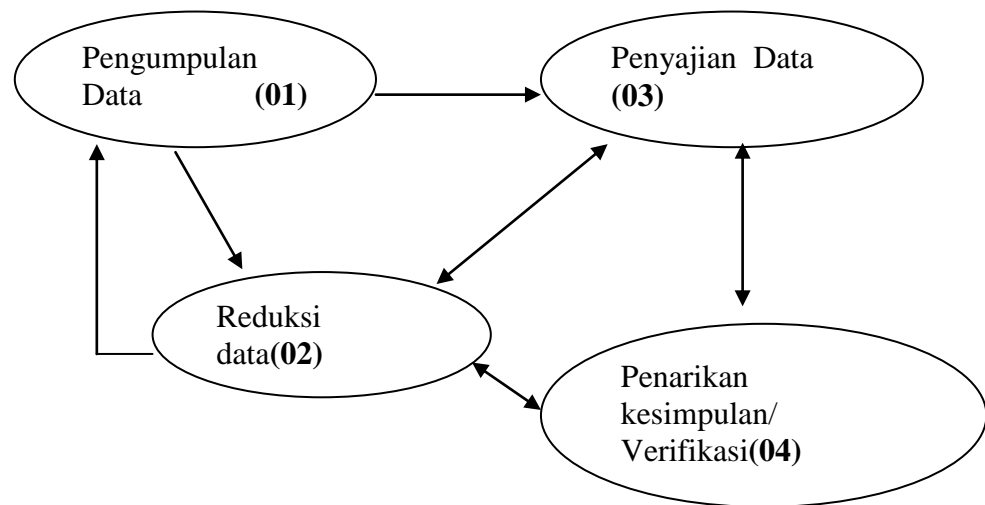 Pengumpulan
Data (01)
Penyajian Data
(03)
Reduksi
data(02)
Penarikan
kesimpulan/
Verifikasi(04)